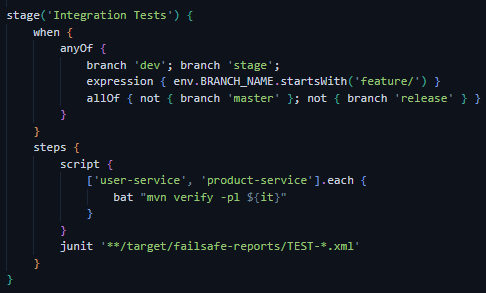 stage('Integration Tests') {
    when {
        anyOf {
            branch 'dev'; branch 'stage';
            expression { env.BRANCH_NAME.startsWith('feature/') }
            allOf { not { branch 'master' }; not { branch 'release' } }
        }
    }
    steps {
        script {
            ['user-service', 'product-service'].each {
                bat "mvn verify -pl ${it}"
            }
        }
        junit '**/target/failsafe-reports/TEST-*.xml'
    }
}